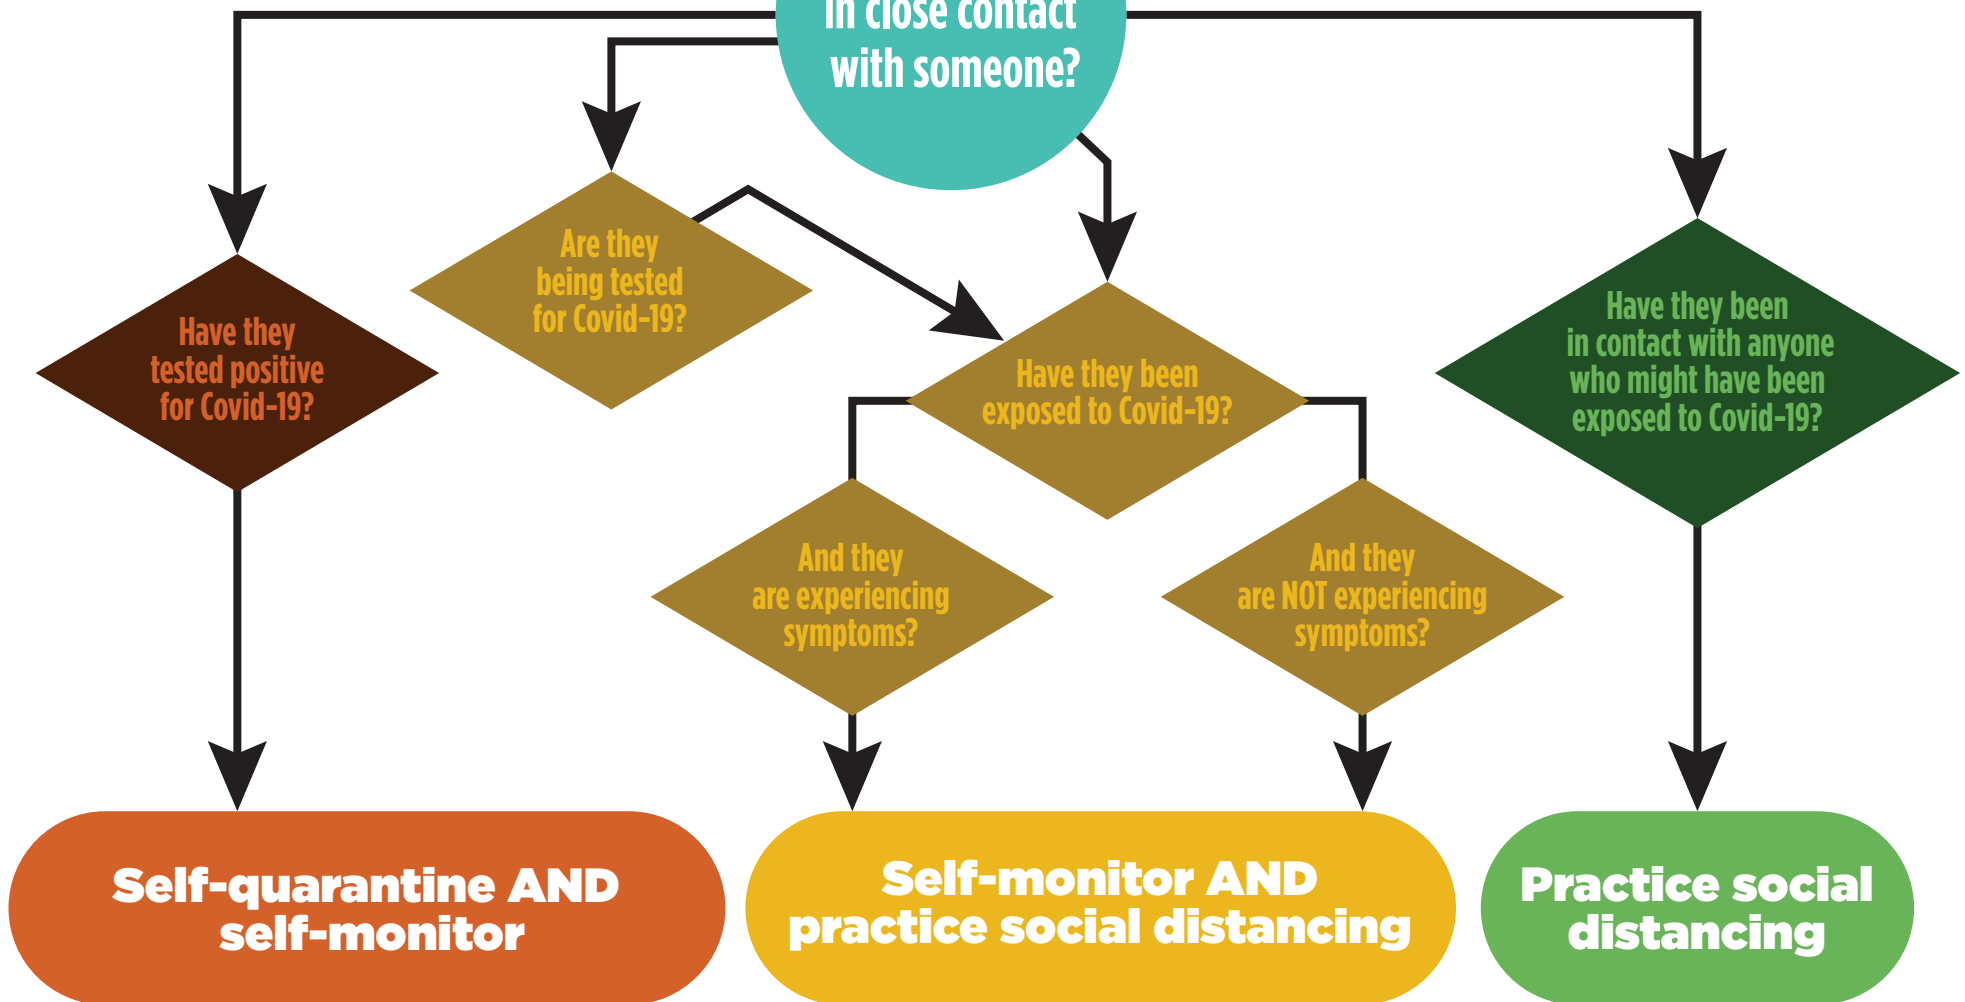 in close contact
with someone?
Are they
being tested
for Covid-19?
Have they
tested positive
for Covid-19?
Have they been
exposed to Covid-19?
Have they been
in contact with anyone
who might have been
exposed to Covid-19?
And they
are experiencing
symptoms?
And they
are NOT experiencing
symptoms?
Self-quarantine AND
self-monitor
Self-monitor AND
practice social distancing
Practice social
distancing